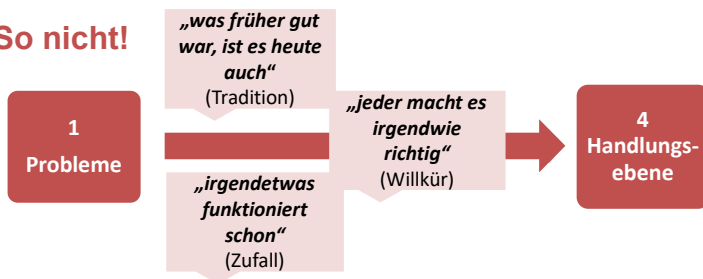 So nicht!
„was früher gut
war, ist es heute
auch“
(Tradition)
1
Probleme
„jeder macht es
irgendwie
richtig“
(Willkür)
4
Handlungs-
ebene
„irgendetwas
funktioniert
schon“
(Zufall)